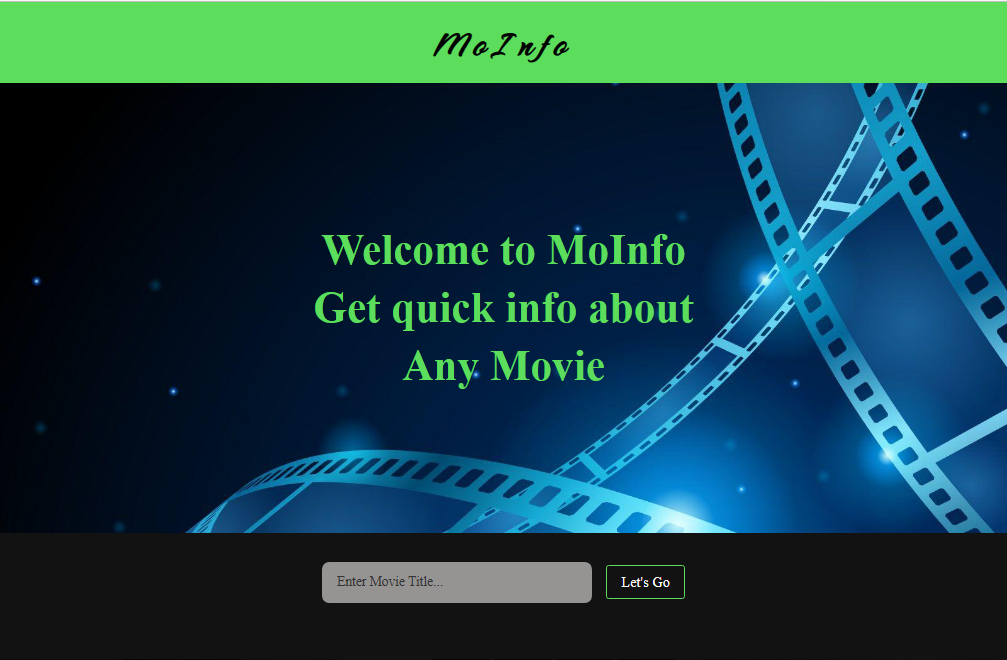 MoInfo
Welcome to MoInfo
Get quick info about
Any Movie
Enter Movie Title...
Let's Go